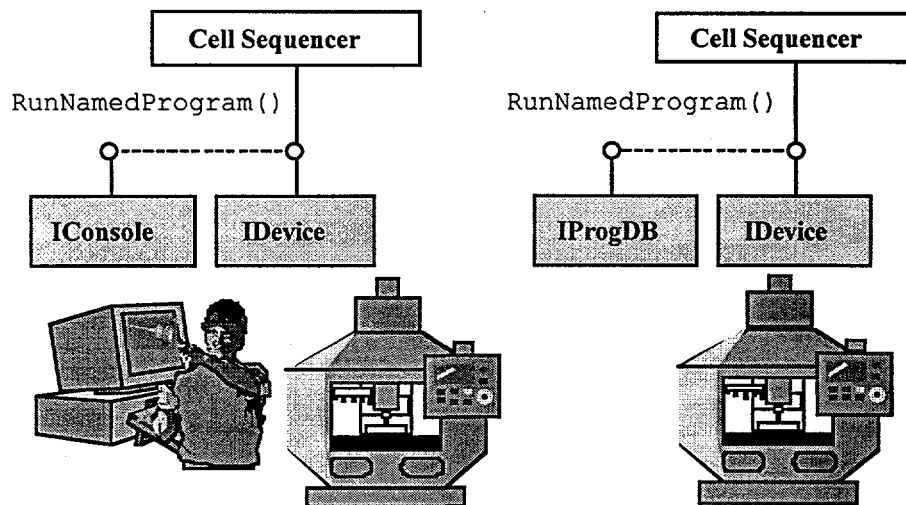 Cell Sequencer
RunNamedProgram()
IConsole
IDevice
Cell Sequencer
RunNamedProgram()
IProgDB
IDevice